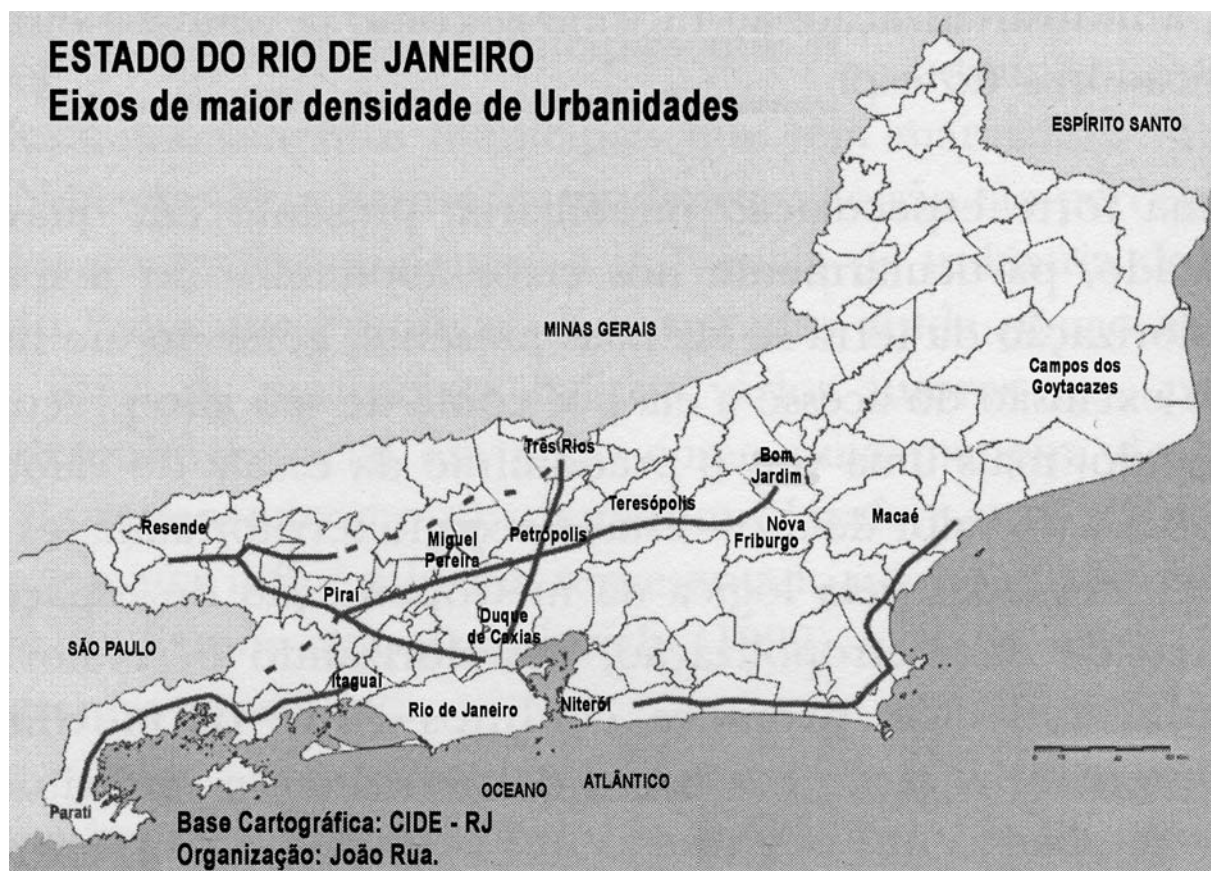 ESTADO DO RIO DE JANEIRO
Eixos de maior densidade de Urbanidades
ESPÍRITO SANTO
MINAS GERAIS
Campos dos
Goytacazes
Três Rios
Bom
Jardim
Teresópolis
Resende
Macaé
Petrópolis
Nova
Friburgo
Miguel
Pereira
Piraí
Duque
de Caxias
SÃO PAULO
Itaguaí
Rio de Janeiro
Niterói
OCEANO
ATLÂNTICO
Parati
Base Cartográfica: CIDE - RJ
Organização: João Rua.